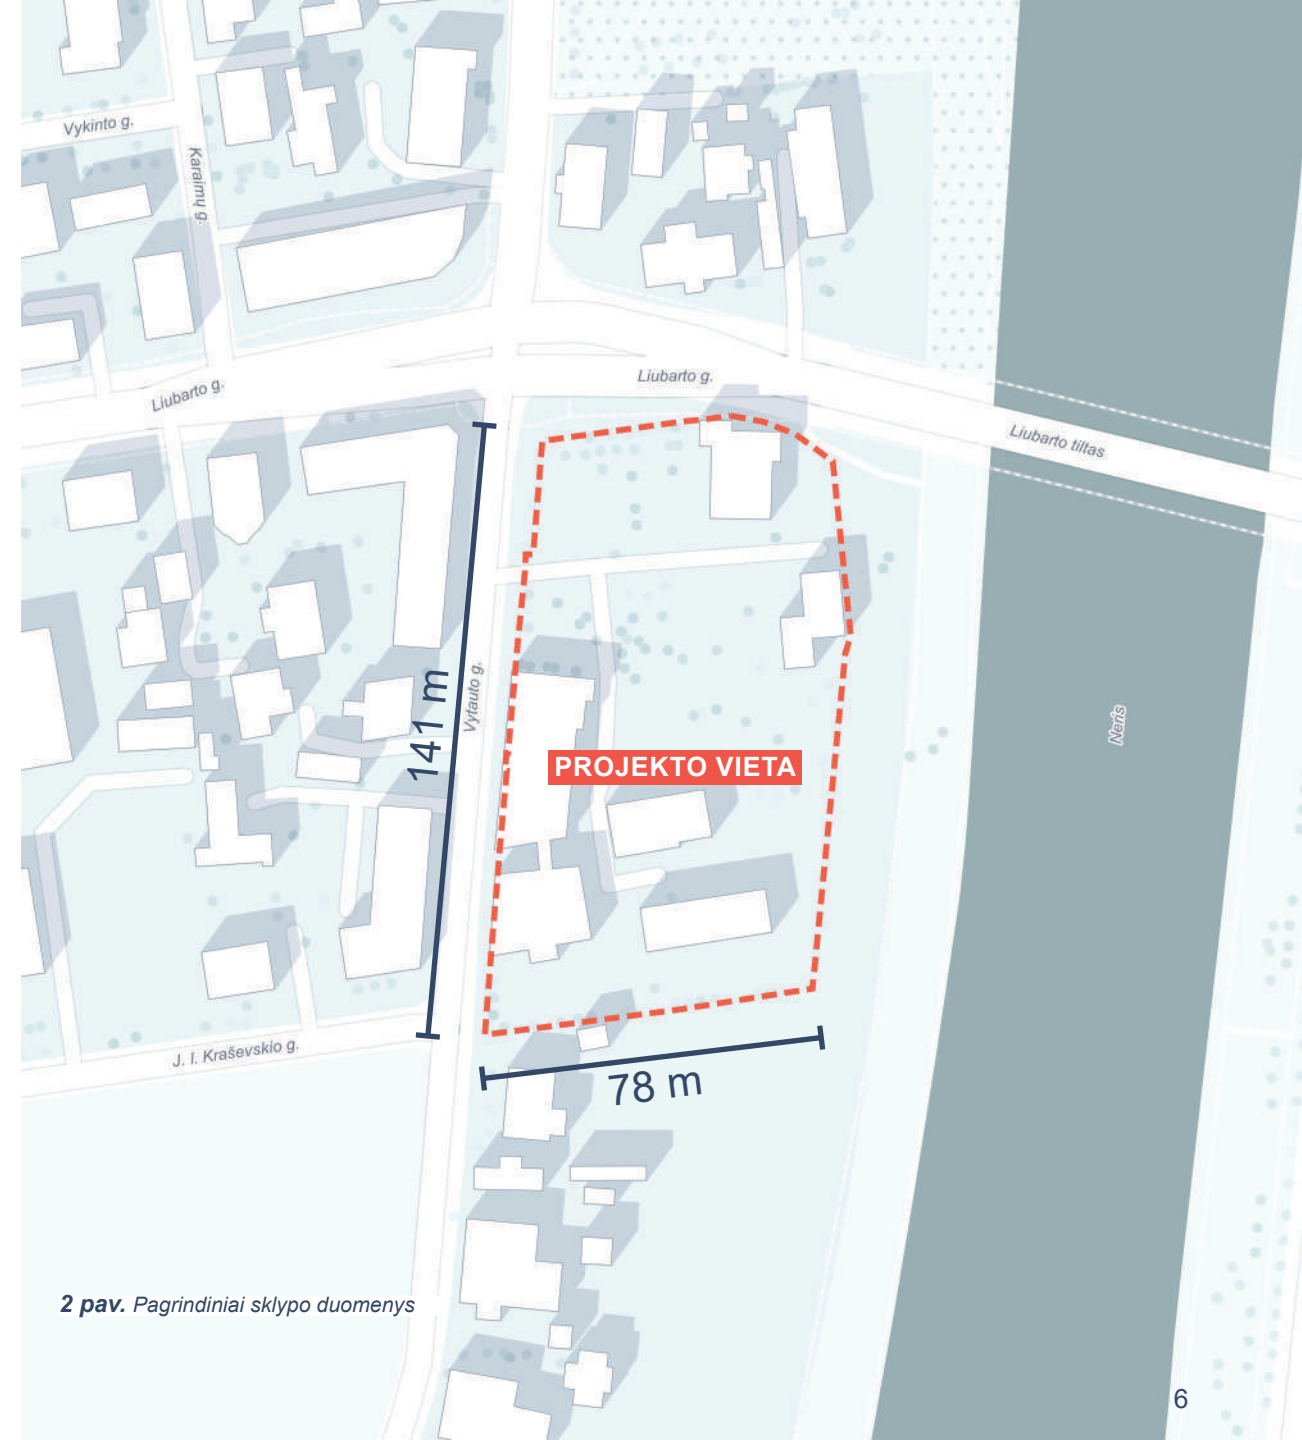 Vykinto g.
Karaimų g.
Liubarto g.
Liubarto g.
Liubarto tiltas
141 m
Vytauto g.
PROJEKTO VIETA
Neris
J. I. Kraševskio g.
78 m
2 pav. Pagrindiniai sklypo duomenys
6